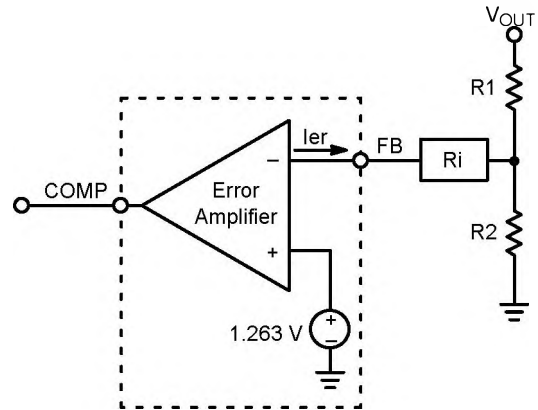 VOUT
R1
Ier
FB
Ri
COMP
−
Error
Amplifier
R2
+
1.263 V
+
−